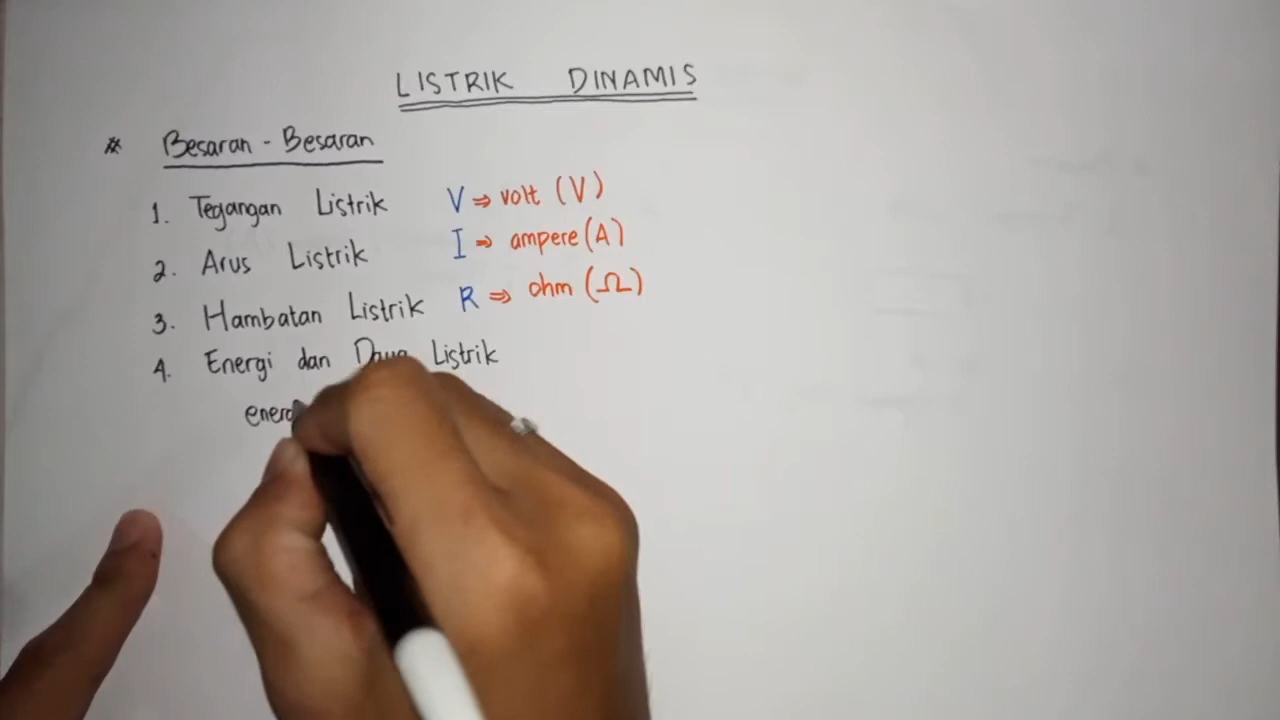 LISTRIK DINAMIS
* Besaran - Besaran
1. Tegangan Listrik V ⇒ volt (V)
2. Arus Listrik I ⇒ ampere (A)
3. Hambatan Listrik R ⇒ ohm (Ω)
4. Energi dan Daya Listrik